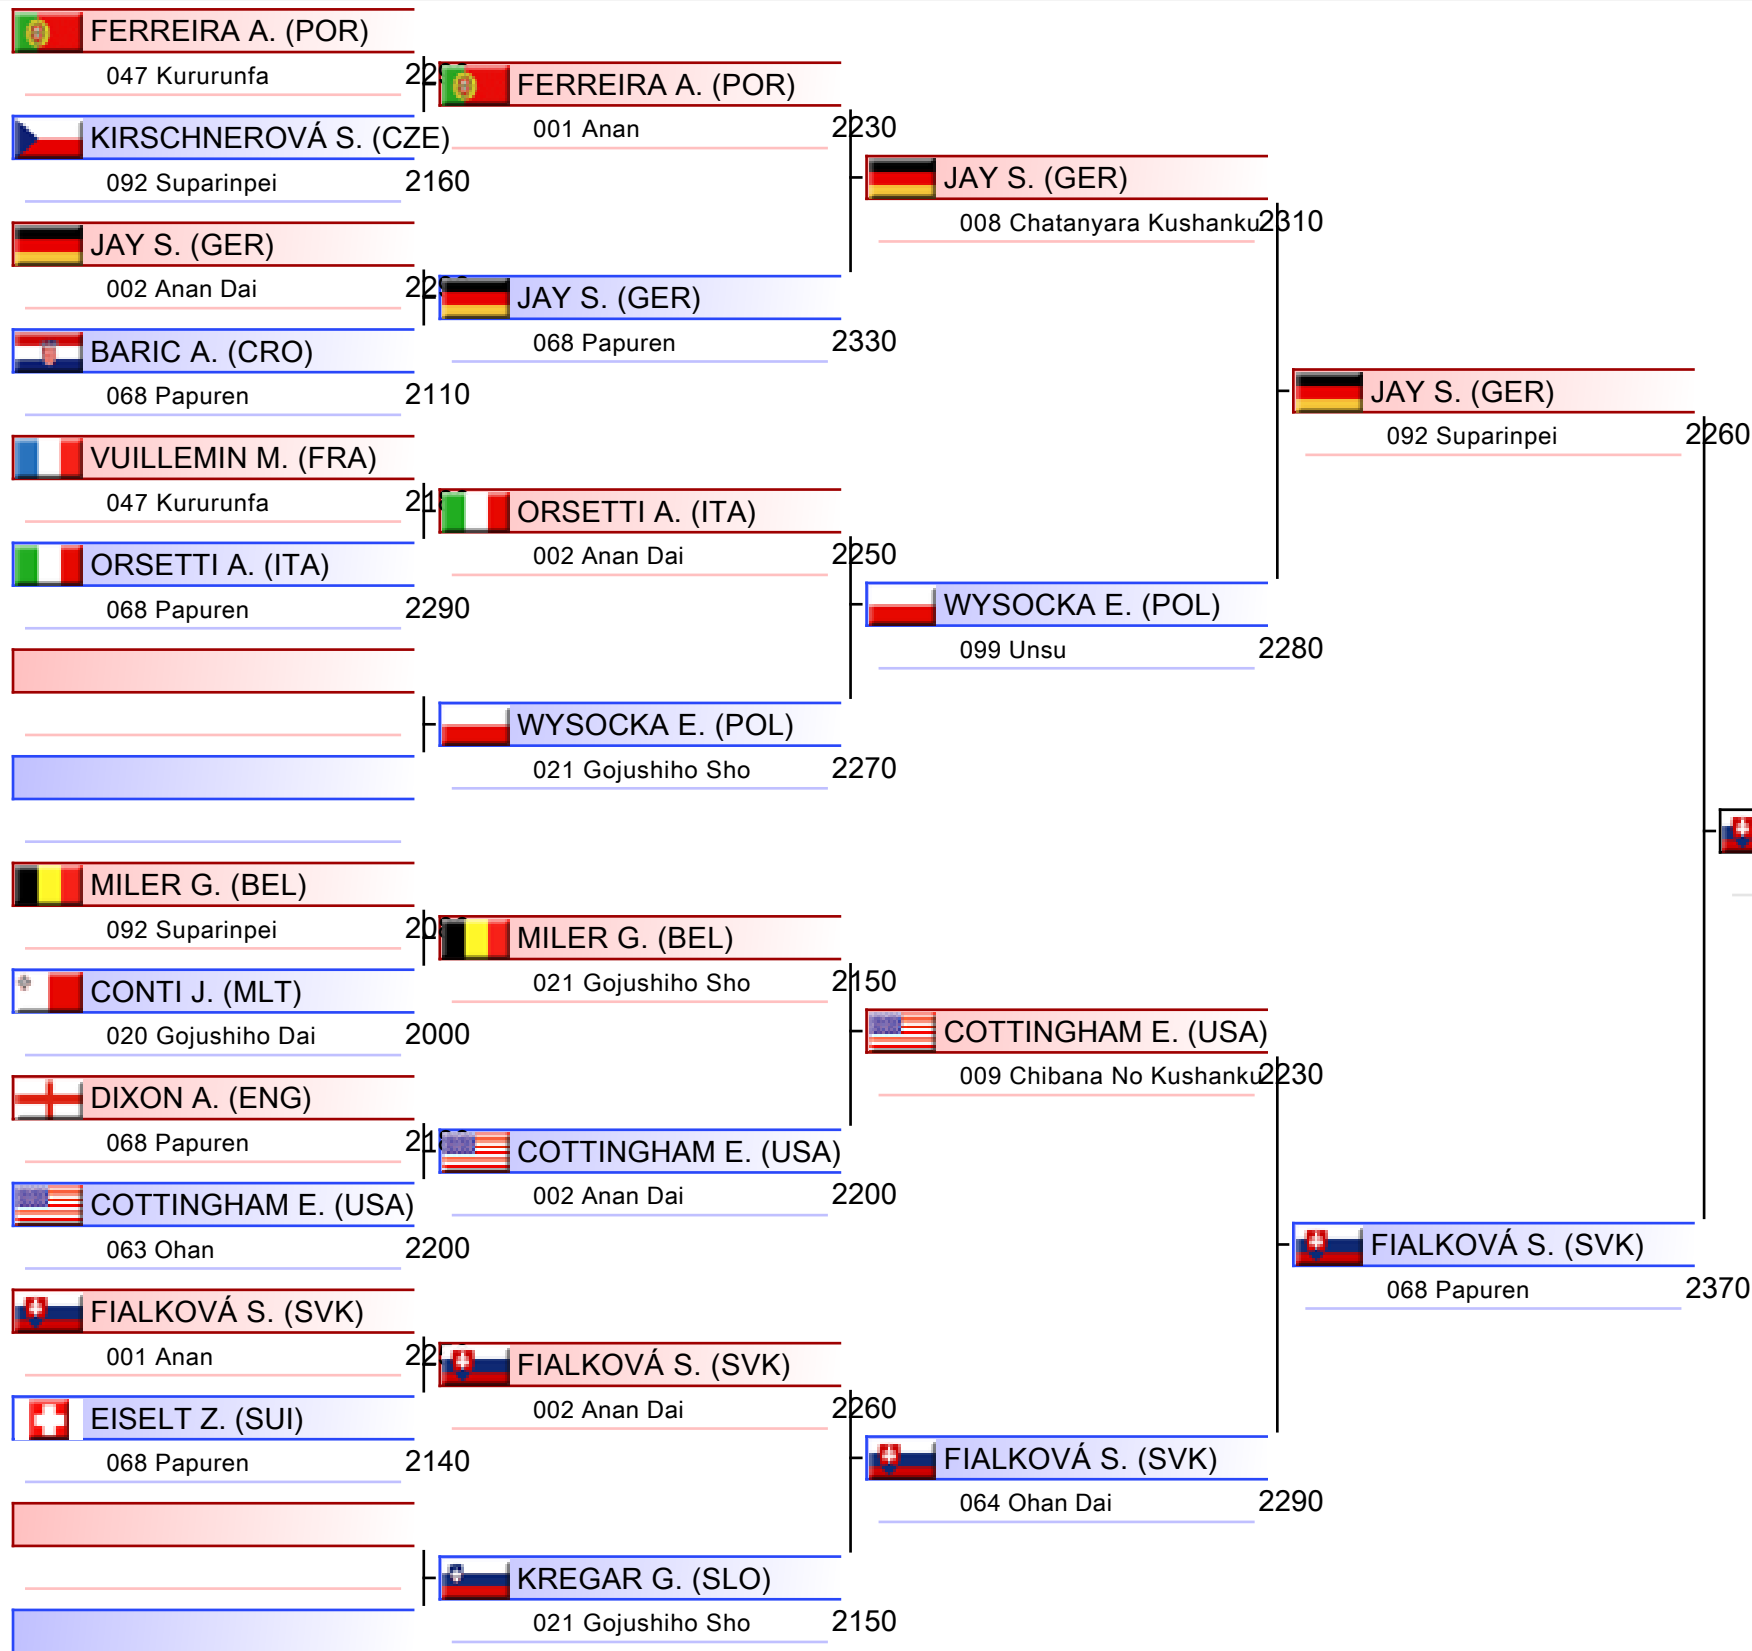 FERREIRA A. (POR)
047 Kururunfa
KIRSCHNEROVÁ S. (CZE)
092 Suparinpei 2160
JAY S. (GER)
002 Anan Dai
BARIC A. (CRO)
068 Papuren 2110
VUILLEMIN M. (FRA)
047 Kururunfa
ORSETTI A. (ITA)
068 Papuren 2290
MILER G. (BEL)
092 Suparinpei
CONTI J. (MLT)
020 Gojushiho Dai 2000
DIXON A. (ENG)
068 Papuren
COTTINGHAM E. (USA)
063 Ohan 2200
FIALKOVÁ S. (SVK)
001 Anan
EISELT Z. (SUI)
068 Papuren 2140
FERREIRA A. (POR)
001 Anan 2230
JAY S. (GER)
068 Papuren 2330
ORSETTI A. (ITA)
002 Anan Dai 2250
WYSOCKA E. (POL)
021 Gojushiho Sho 2270
MILER G. (BEL)
021 Gojushiho Sho 2150
COTTINGHAM E. (USA)
002 Anan Dai 2200
FIALKOVÁ S. (SVK)
002 Anan Dai 2260
KREGAR G. (SLO)
021 Gojushiho Sho 2150
JAY S. (GER)
008 Chatanyara Kushanku 2310
WYSOCKA E. (POL)
099 Unsu 2280
COTTINGHAM E. (USA)
009 Chibana No Kushanku 2230
FIALKOVÁ S. (SVK)
064 Ohan Dai 2290
JAY S. (GER)
092 Suparinpei 2260
FIALKOVÁ S. (SVK)
068 Papuren 2370